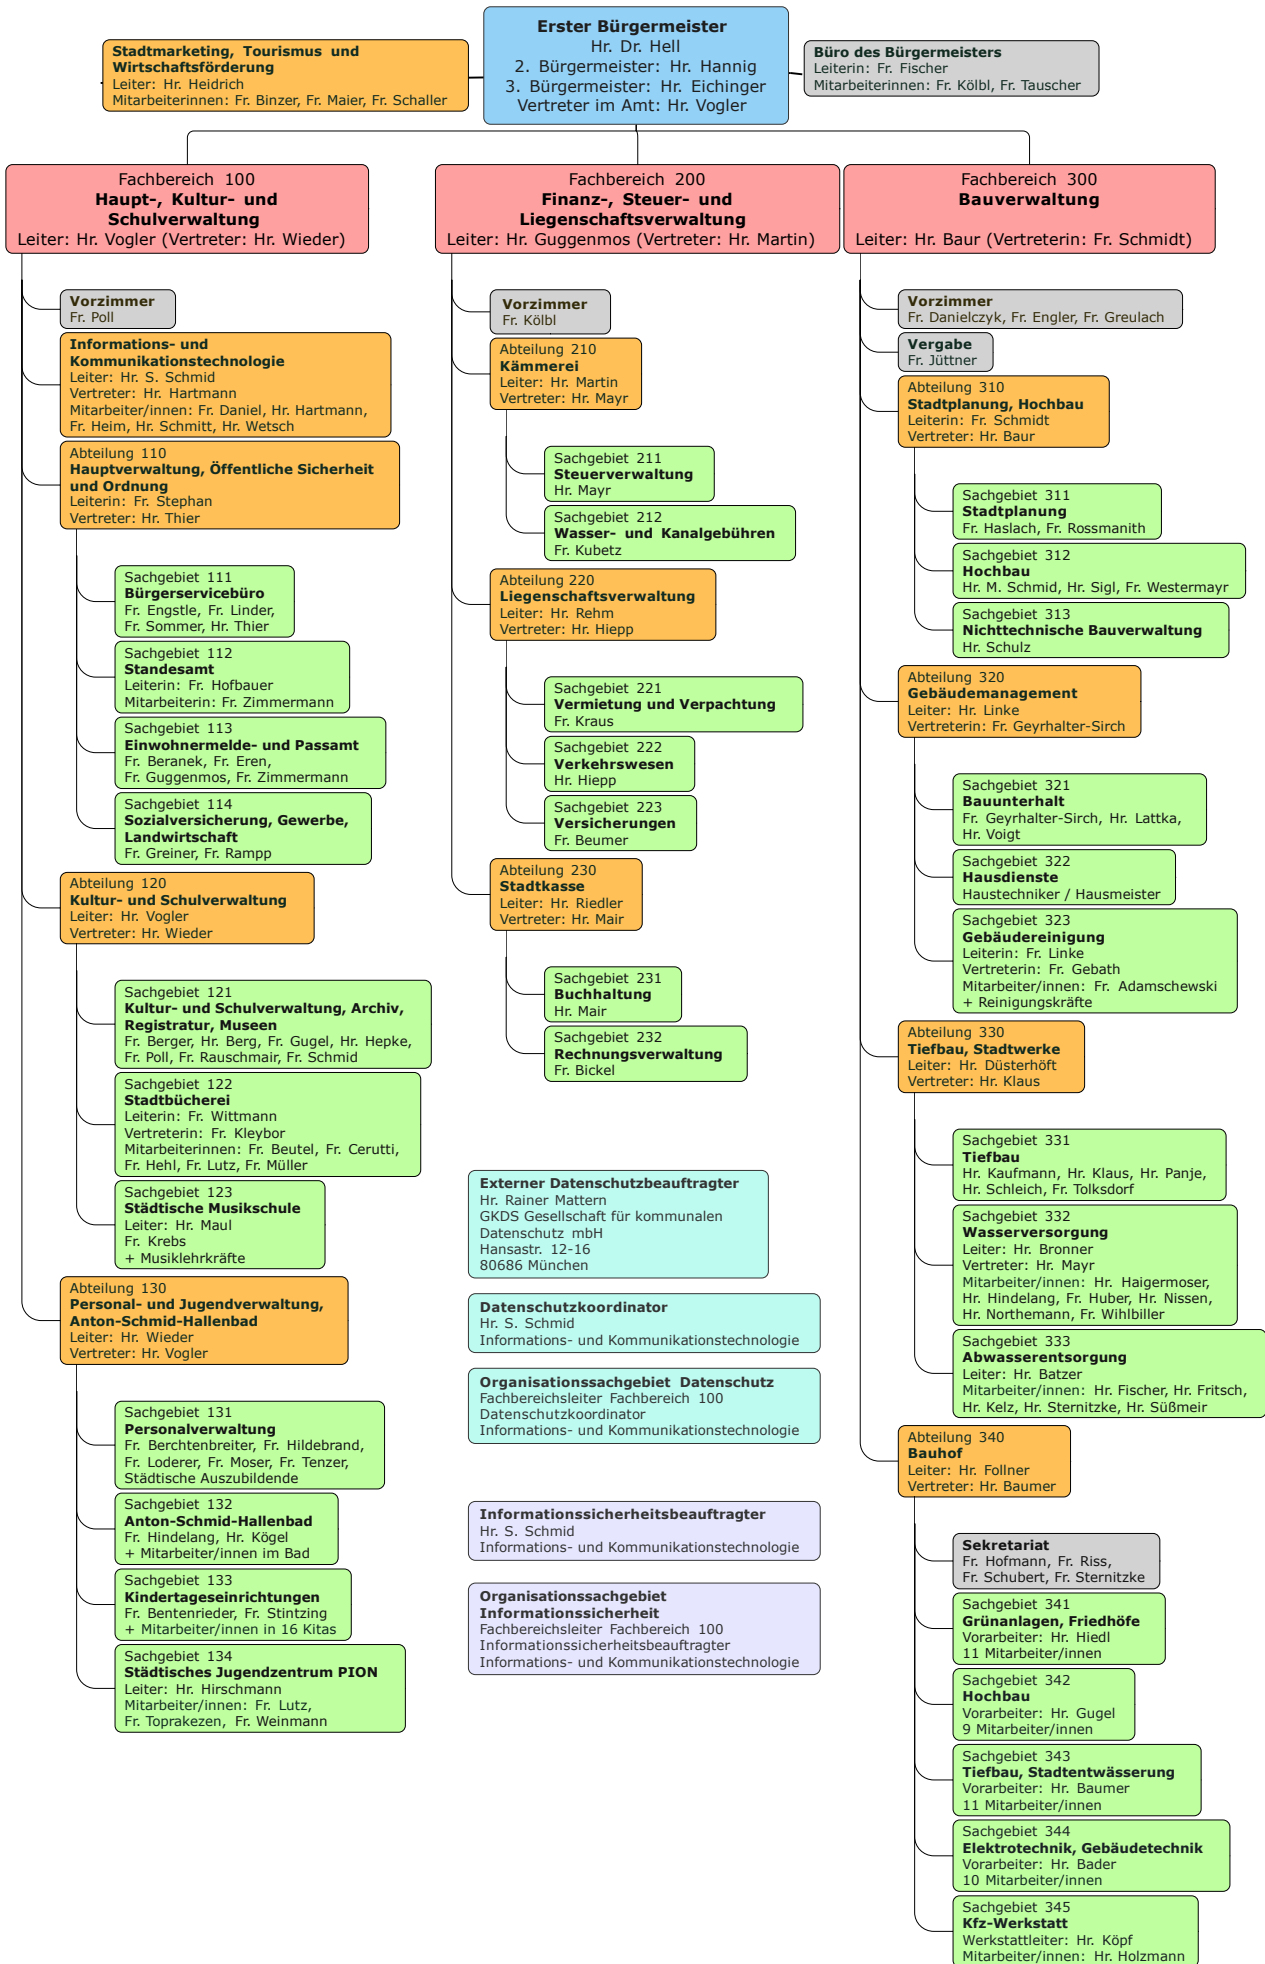 Erster Bürgermeister
Hr. Dr. Hell
2. Bürgermeister: Hr. Hannig
3. Bürgermeister: Hr. Eichinger
Vertreter im Amt: Hr. Vogler
Stadtmarketing, Tourismus und
Wirtschaftsförderung
Leiter: Hr. Heidrich
Mitarbeiterinnen: Fr. Binzer, Fr. Maier, Fr. Schaller
Büro des Bürgermeisters
Leiterin: Fr. Fischer
Mitarbeiterinnen: Fr. Kölbl, Fr. Tauscher
Fachbereich 100
Haupt-, Kultur- und
Schulverwaltung
Leiter: Hr. Vogler (Vertreter: Hr. Wieder)
Vorzimmer
Fr. Poll
Informations- und
Kommunikationstechnologie
Leiter: Hr. S. Schmid
Vertreter: Hr. Hartmann
Mitarbeiter/innen: Fr. Daniel, Hr. Hartmann,
Fr. Heim, Hr. Schmitt, Hr. Wetsch
Abteilung 110
Hauptverwaltung, Öffentliche Sicherheit
und Ordnung
Leiterin: Fr. Stephan
Vertreter: Hr. Thier
Sachgebiet 111
Bürgerservicebüro
Fr. Engstle, Fr. Linder,
Fr. Sommer, Hr. Thier
Sachgebiet 112
Standesamt
Leiterin: Fr. Hofbauer
Mitarbeiterin: Fr. Zimmermann
Sachgebiet 113
Einwohnermelde- und Passamt
Fr. Beranek, Fr. Eren,
Fr. Guggenmos, Fr. Zimmermann
Sachgebiet 114
Sozialversicherung, Gewerbe,
Landwirtschaft
Fr. Greiner, Fr. Rampp
Abteilung 120
Kultur- und Schulverwaltung
Leiter: Hr. Vogler
Vertreter: Hr. Wieder
Sachgebiet 121
Kultur- und Schulverwaltung, Archiv,
Registratur, Museen
Fr. Berger, Hr. Berg, Fr. Gugel, Hr. Hepke,
Fr. Poll, Fr. Rauschmair, Fr. Schmid
Sachgebiet 122
Stadtbücherei
Leiterin: Fr. Wittmann
Vertreterin: Fr. Kleybor
Mitarbeiterinnen: Fr. Beutel, Fr. Cerutti,
Fr. Hehl, Fr. Lutz, Fr. Müller
Sachgebiet 123
Städtische Musikschule
Leiter: Hr. Maul
Fr. Krebs
+ Musiklehrkräfte
Abteilung 130
Personal- und Jugendverwaltung,
Anton-Schmid-Hallenbad
Leiter: Hr. Wieder
Vertreter: Hr. Vogler
Sachgebiet 131
Personalverwaltung
Fr. Berchtenbreiter, Fr. Hildebrand,
Fr. Loderer, Fr. Moser, Fr. Tenzer,
Städtische Auszubildende
Sachgebiet 132
Anton-Schmid-Hallenbad
Fr. Hindelang, Hr. Kögel
+ Mitarbeiter/innen im Bad
Sachgebiet 133
Kindertageseinrichtungen
Fr. Bentenrieder, Fr. Stintzing
+ Mitarbeiter/innen in 16 Kitas
Sachgebiet 134
Städtisches Jugendzentrum PION
Leiter: Hr. Hirschmann
Mitarbeiter/innen: Fr. Lutz,
Fr. Toprakezen, Fr. Weinmann
Fachbereich 200
Finanz-, Steuer- und
Liegenschaftsverwaltung
Leiter: Hr. Guggenmos (Vertreter: Hr. Martin)
Vorzimmer
Fr. Kölbl
Abteilung 210
Kämmerei
Leiter: Hr. Martin
Vertreter: Hr. Mayr
Sachgebiet 211
Steuerverwaltung
Hr. Mayr
Sachgebiet 212
Wasser- und Kanalgebühren
Fr. Kubetz
Abteilung 220
Liegenschaftsverwaltung
Leiter: Hr. Rehm
Vertreter: Hr. Hiepp
Sachgebiet 221
Vermietung und Verpachtung
Fr. Kraus
Sachgebiet 222
Verkehrswesen
Hr. Hiepp
Sachgebiet 223
Versicherungen
Fr. Beumer
Abteilung 230
Stadtkasse
Leiter: Hr. Riedler
Vertreter: Hr. Mair
Sachgebiet 231
Buchhaltung
Hr. Mair
Sachgebiet 232
Rechnungsverwaltung
Fr. Bickel
Externer Datenschutzbeauftragter
Hr. Rainer Mattern
GKDS Gesellschaft für kommunalen
Datenschutz mbH
Hansastr. 12-16
80686 München
Datenschutzkoordinator
Hr. S. Schmid
Informations- und Kommunikationstechnologie
Organisationssachgebiet Datenschutz
Fachbereichsleiter Fachbereich 100
Datenschutzkoordinator
Informations- und Kommunikationstechnologie
Informationssicherheitsbeauftragter
Hr. S. Schmid
Informations- und Kommunikationstechnologie
Organisationssachgebiet
Informationssicherheit
Fachbereichsleiter Fachbereich 100
Informationssicherheitsbeauftragter
Informations- und Kommunikationstechnologie
Fachbereich 300
Bauverwaltung
Leiter: Hr. Baur (Vertreterin: Fr. Schmidt)
Vorzimmer
Fr. Danielczyk, Fr. Engler, Fr. Greulach
Vergabe
Fr. Jüttner
Abteilung 310
Stadtplanung, Hochbau
Leiterin: Fr. Schmidt
Vertreter: Hr. Baur
Sachgebiet 311
Stadtplanung
Fr. Haslach, Fr. Rossmanith
Sachgebiet 312
Hochbau
Hr. M. Schmid, Hr. Sigl, Fr. Westermayr
Sachgebiet 313
Nichttechnische Bauverwaltung
Hr. Schulz
Abteilung 320
Gebäudemanagement
Leiter: Hr. Linke
Vertreterin: Fr. Geyrhalter-Sirch
Sachgebiet 321
Bauunterhalt
Fr. Geyrhalter-Sirch, Hr. Lattka,
Hr. Voigt
Sachgebiet 322
Hausdienste
Haustechniker / Hausmeister
Sachgebiet 323
Gebäudereinigung
Leiterin: Fr. Linke
Vertreterin: Fr. Gebath
Mitarbeiter/innen: Fr. Adamschewski
+ Reinigungskräfte
Abteilung 330
Tiefbau, Stadtwerke
Leiter: Hr. Düsterhöft
Vertreter: Hr. Klaus
Sachgebiet 331
Tiefbau
Hr. Kaufmann, Hr. Klaus, Hr. Panje,
Hr. Schleich, Fr. Tolksdorf
Sachgebiet 332
Wasserversorgung
Leiter: Hr. Bronner
Vertreter: Hr. Mayr
Mitarbeiter/innen: Hr. Haigermoser,
Hr. Hindelang, Fr. Huber, Hr. Nissen,
Hr. Northemann, Fr. Wihlbiller
Sachgebiet 333
Abwasserentsorgung
Leiter: Hr. Batzer
Mitarbeiter/innen: Hr. Fischer, Hr. Fritsch,
Hr. Kelz, Hr. Sternitzke, Hr. Süßmeir
Abteilung 340
Bauhof
Leiter: Hr. Follner
Vertreter: Hr. Baumer
Sekretariat
Fr. Hofmann, Fr. Riss,
Fr. Schubert, Fr. Sternitzke
Sachgebiet 341
Grünanlagen, Friedhöfe
Vorarbeiter: Hr. Hiedl
11 Mitarbeiter/innen
Sachgebiet 342
Hochbau
Vorarbeiter: Hr. Gugel
9 Mitarbeiter/innen
Sachgebiet 343
Tiefbau, Stadtentwässerung
Vorarbeiter: Hr. Baumer
11 Mitarbeiter/innen
Sachgebiet 344
Elektrotechnik, Gebäudetechnik
Vorarbeiter: Hr. Bader
10 Mitarbeiter/innen
Sachgebiet 345
Kfz-Werkstatt
Werkstattleiter: Hr. Köpf
Mitarbeiter/innen: Hr. Holzmann